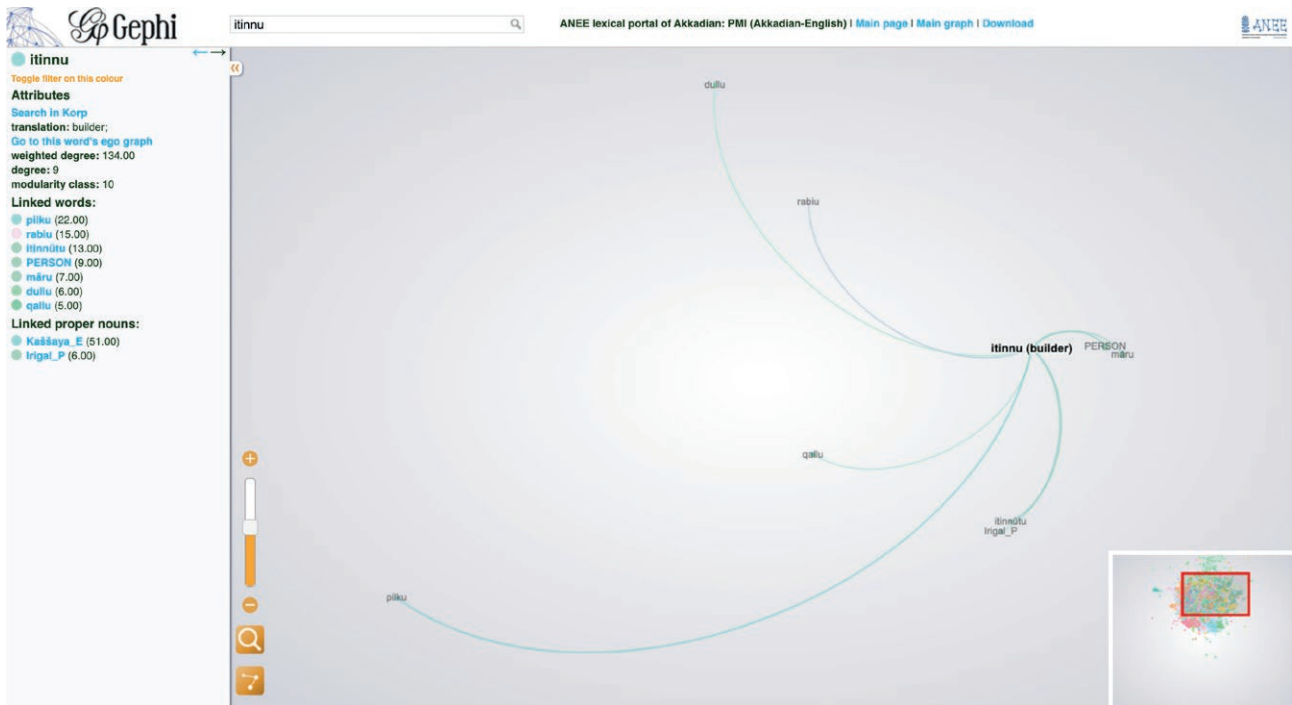 Gephi
itinnu
ANEE lexical portal of Akkadian: PMI (Akkadian-English) | Main page | Main graph | Download
ANEE
itinnu
Toggle filter on this colour
Attributes
Search in Korp
translation: builder;
Go to this word's ego graph
weighted degree: 134.00
degree: 9
modularity class: 10
Linked words:
pilku (22.00)
rabiu (15.00)
itinnūtu (13.00)
PERSON (9.00)
māru (7.00)
dullu (6.00)
qallu (5.00)
Linked proper nouns:
Kaššaya_E (51.00)
Irigal_P (6.00)
dullu
rabiu
itinnu (builder)
PERSON
māru
qallu
itinnūtu
Irigal_P
pilku